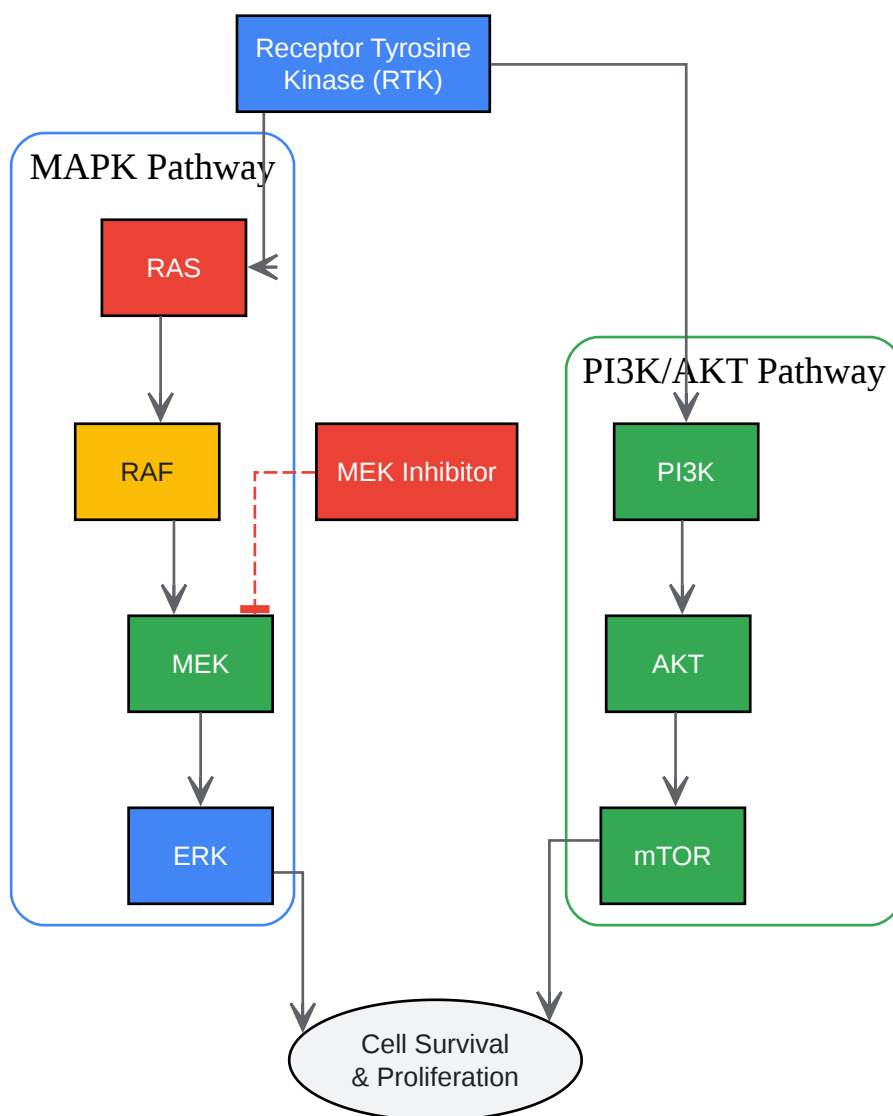 Receptor Tyrosine
Kinase (RTK)
MAPK Pathway
RAS
PI3K/AKT Pathway
RAF
MEK Inhibitor
PI3K
MEK
AKT
ERK
mTOR
Cell Survival
& Proliferation